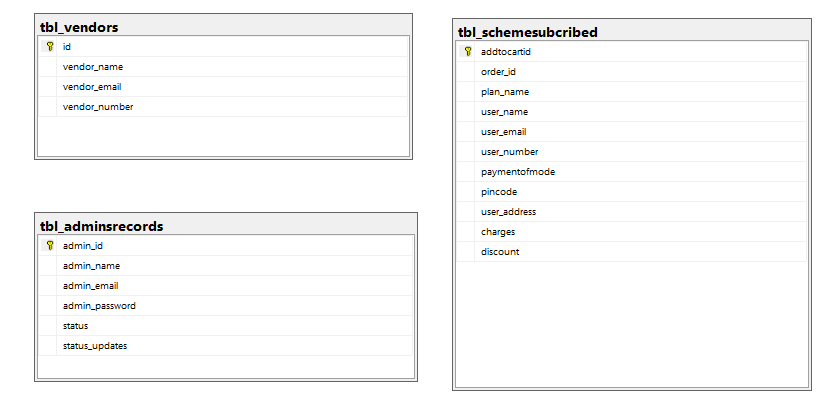 tbl_vendors
id
vendor_name
vendor_email
vendor_number
tbl_adminsrecords
admin_id
admin_name
admin_email
admin_password
status
status_updates
tbl_schemesubcribed
addtocartid
order_id
plan_name
user_name
user_email
user_number
paymentofmode
pincode
user_address
charges
discount